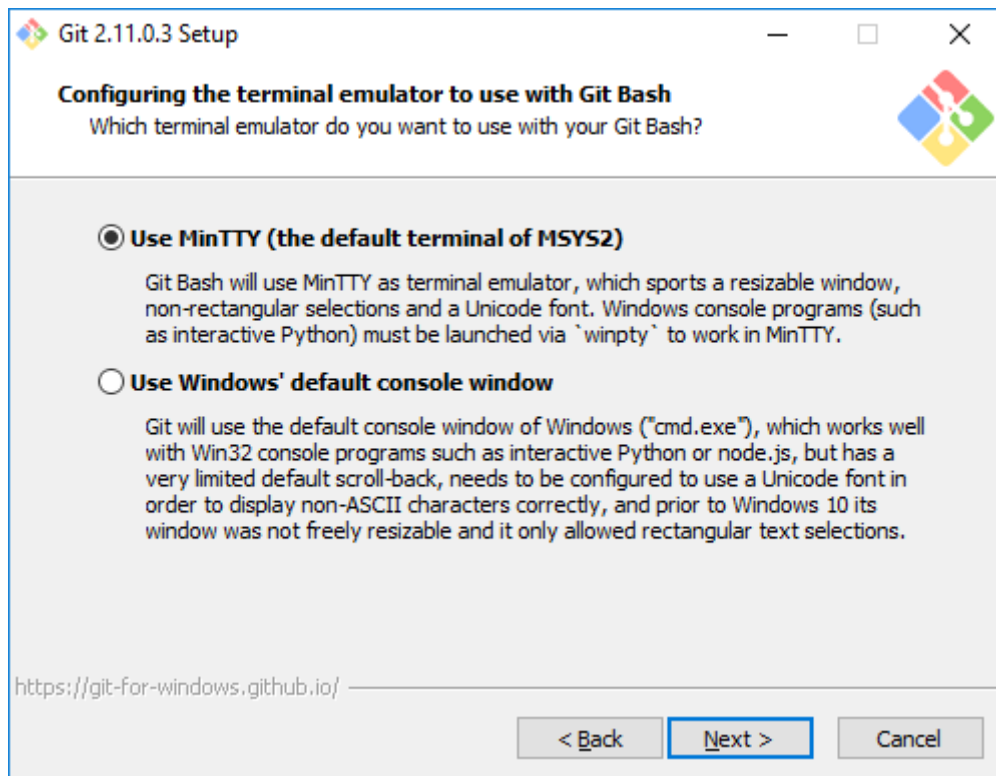 Git 2.11.0.3 Setup
Configuring the terminal emulator to use with Git Bash
Which terminal emulator do you want to use with your Git Bash?
Use MinTTY (the default terminal of MSYS2)
Git Bash will use MinTTY as terminal emulator, which sports a resizable window,
non-rectangular selections and a Unicode font. Windows console programs (such
as interactive Python) must be launched via `winpty` to work in MinTTY.
Use Windows' default console window
Git will use the default console window of Windows ("cmd.exe"), which works well
with Win32 console programs such as interactive Python or node.js, but has a
very limited default scroll-back, needs to be configured to use a Unicode font in
order to display non-ASCII characters correctly, and prior to Windows 10 its
window was not freely resizable and it only allowed rectangular text selections.
https://git-for-windows.github.io/
< Back
Next >
Cancel